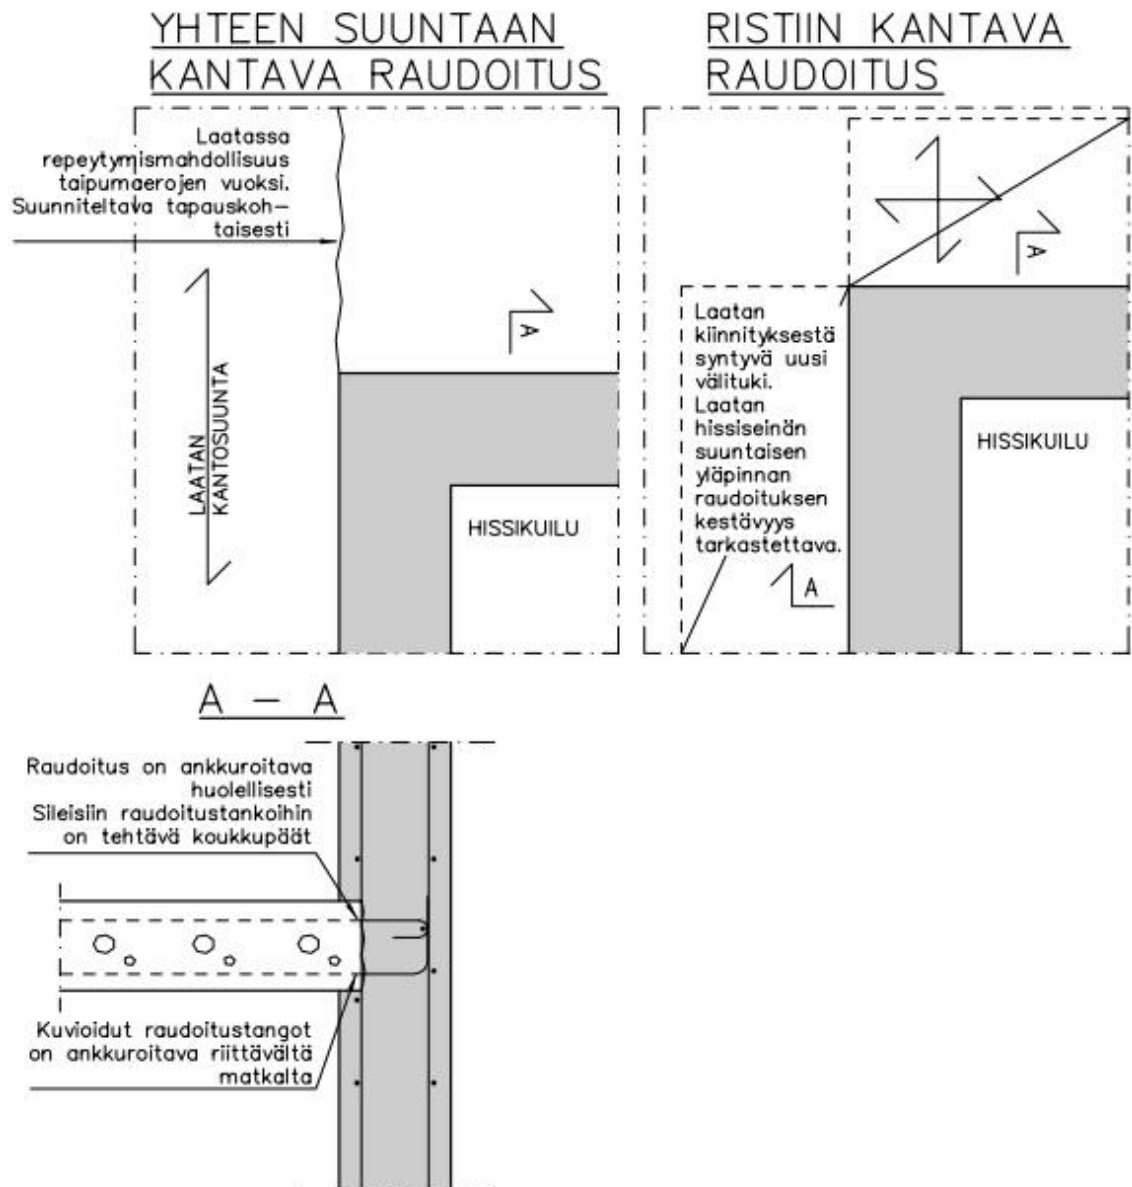 YHTEEN SUUNTAAN
KANTAVA RAUDOITUS
Laatassa
repeytymismahdollisuus
taipumaerojen vuoksi.
Suunniteltava tapauskoh-
taisesti
LAATAN
KANTOSUUNTA
A
HISSIKUILU
RISTIIN KANTAVA
RAUDOITUS
A
Laatan
kiinnityksestä
syntyvä uusi
välituki.
Laatan
hissiseinän
suuntaisen
yläpinnan
raudoituksen
kestävyys
tarkastettava.
A
HISSIKUILU
A - A
Raudoitus on ankkuroitava
huolellisesti
Sileisiin raudoitustankoihin
on tehtävä koukkupäät
Kuvioidut raudoitustangot
on ankkuroitava riittävältä
matkalta